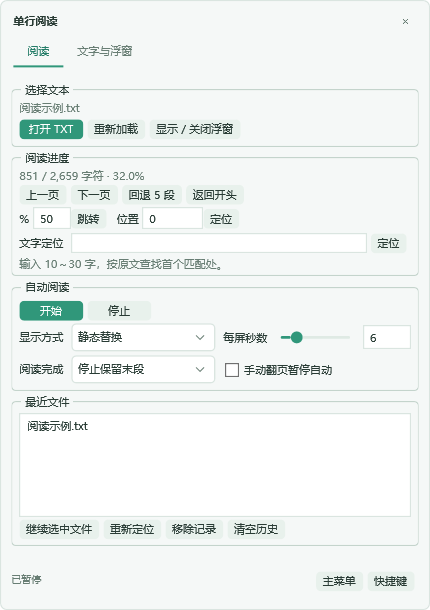 单行阅读 ×
阅读 文字与浮窗
选择文本
阅读示例.txt
打开 TXT 重新加载 显示 / 关闭浮窗
阅读进度
851 / 2,659 字符 · 32.0%
上一页 下一页 回退 5 段 返回开头
% 50 跳转 位置 0 定位
文字定位 定位
输入 10～30 字，按原文查找首个匹配处。
自动阅读
开始 停止
显示方式 静态替换 每屏秒数 6
阅读完成 停止保留末段 手动翻页暂停自动
最近文件
阅读示例.txt
继续选中文件 重新定位 移除记录 清空历史
已暂停 主菜单 快捷键